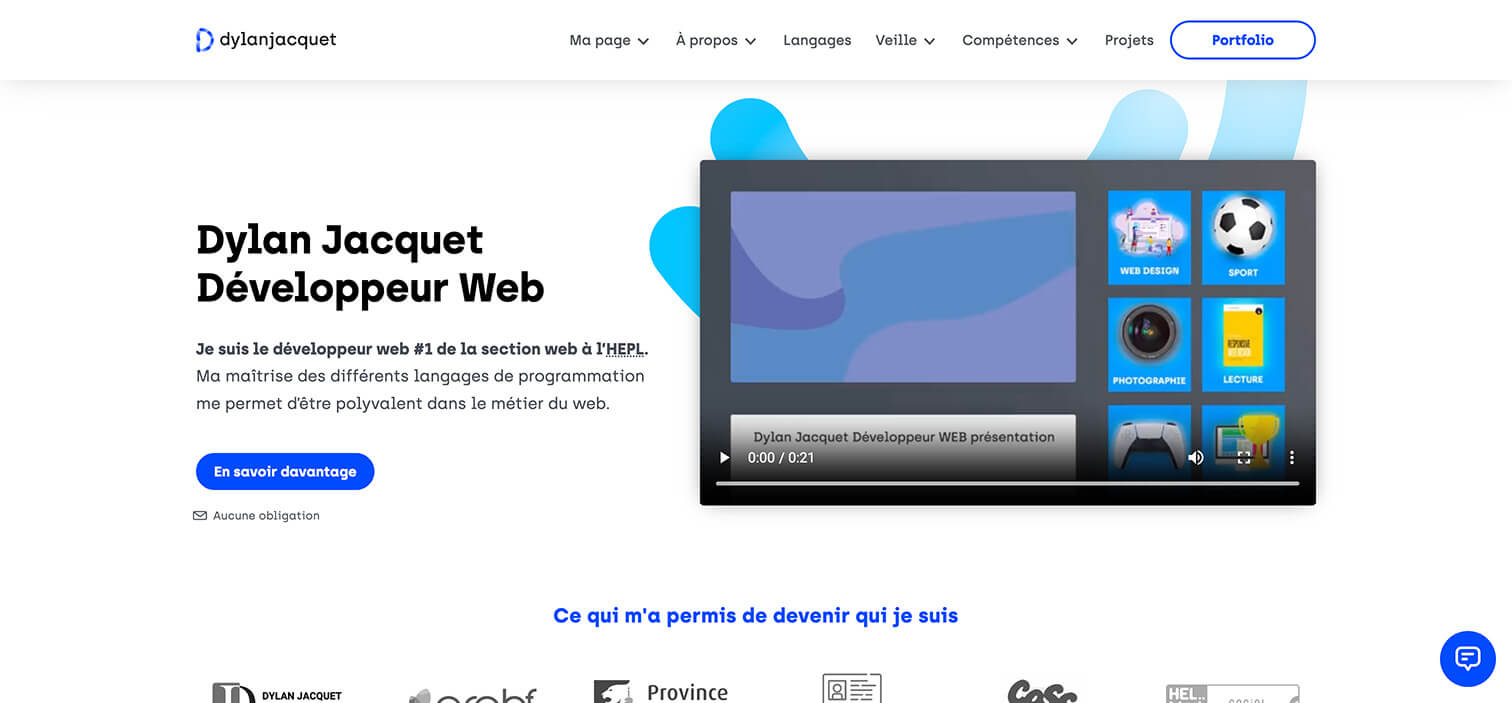 dylanjacquet
Ma page
À propos
Langages
Veille
Compétences
Projets
Portfolio
Dylan Jacquet
Développeur Web
Je suis le développeur web #1 de la section web à l'HEPL.
Ma maîtrise des différents langages de programmation
me permet d'être polyvalent dans le métier du web.
En savoir davantage
Aucune obligation
WEB DESIGN
SPORT
PHOTOGRAPHIE
RESPONSIVE
LECTURE
Dylan Jacquet Développeur WEB présentation
0:00 / 0:21
Ce qui m'a permis de devenir qui je suis
DYLAN JACQUET
Province
HEL..